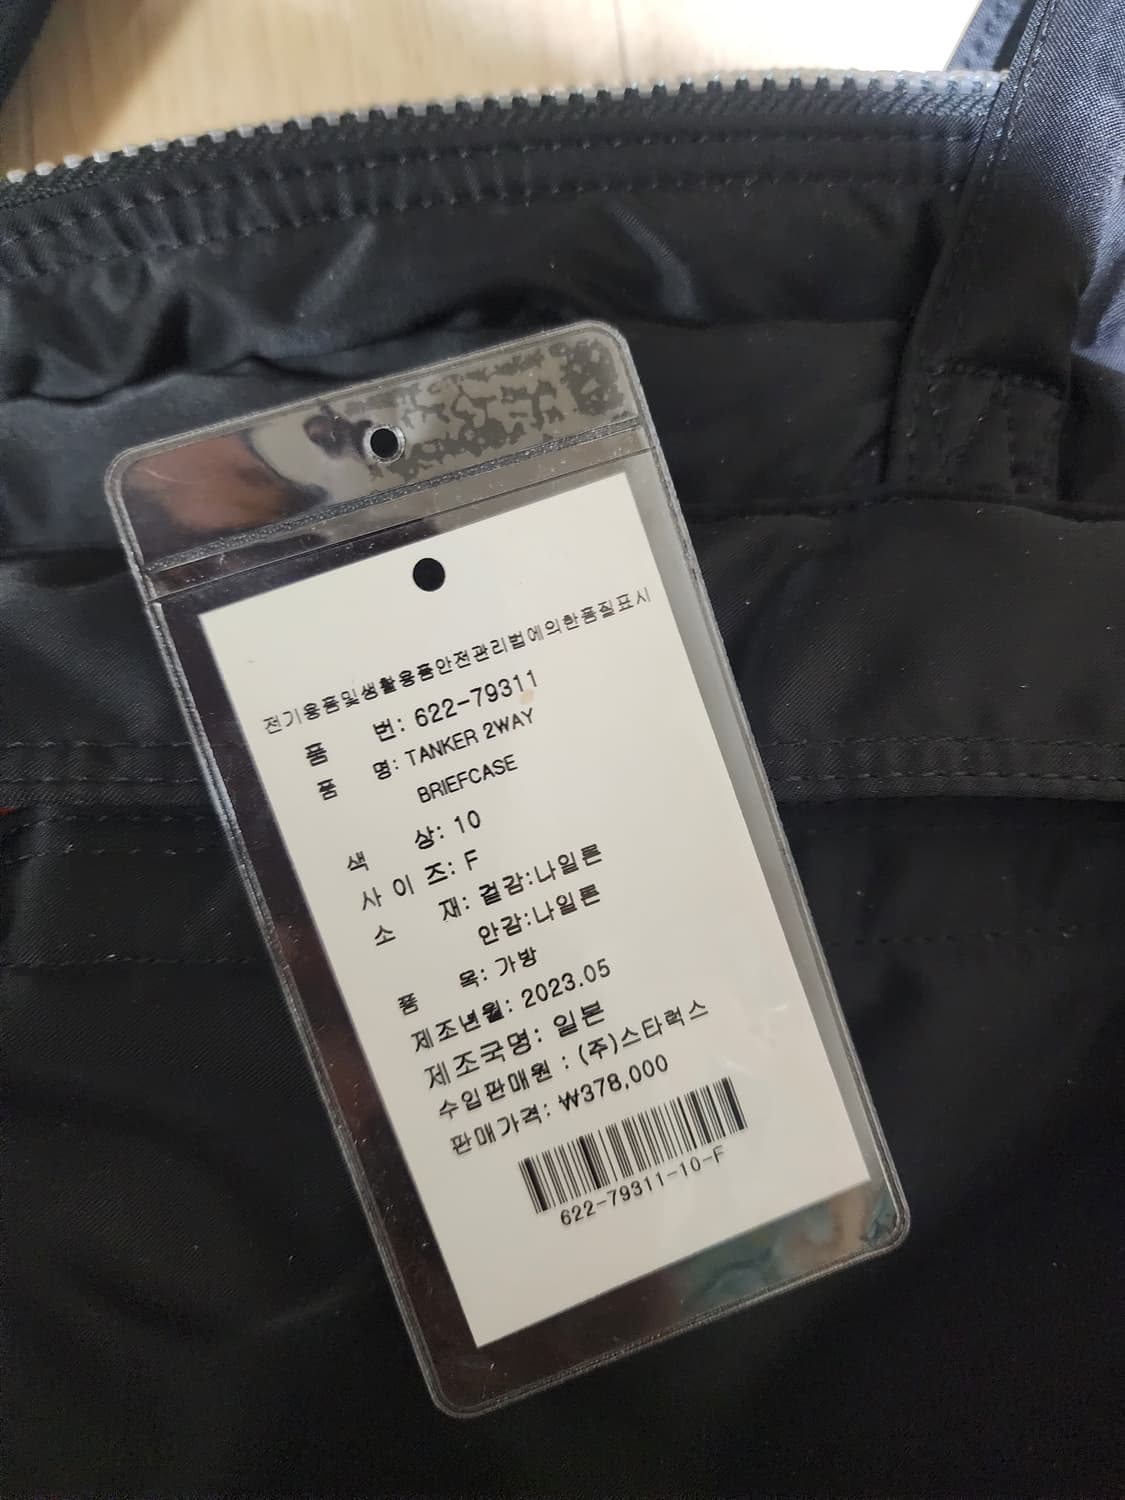 전기용품및생활용품안전관리법에의한품질표시
품 번: 622-79311
품 명: TANKER 2WAY
BRIEFCASE
색 상: 10
사 이 즈: F
소 재: 겉감:나일론
안감:나일론
품 목: 가방
제조년월: 2023.05
제조국명: 일본
수입판매원 : (주)스타럭스
판매가격: ₩378,000
622-79311-10-F